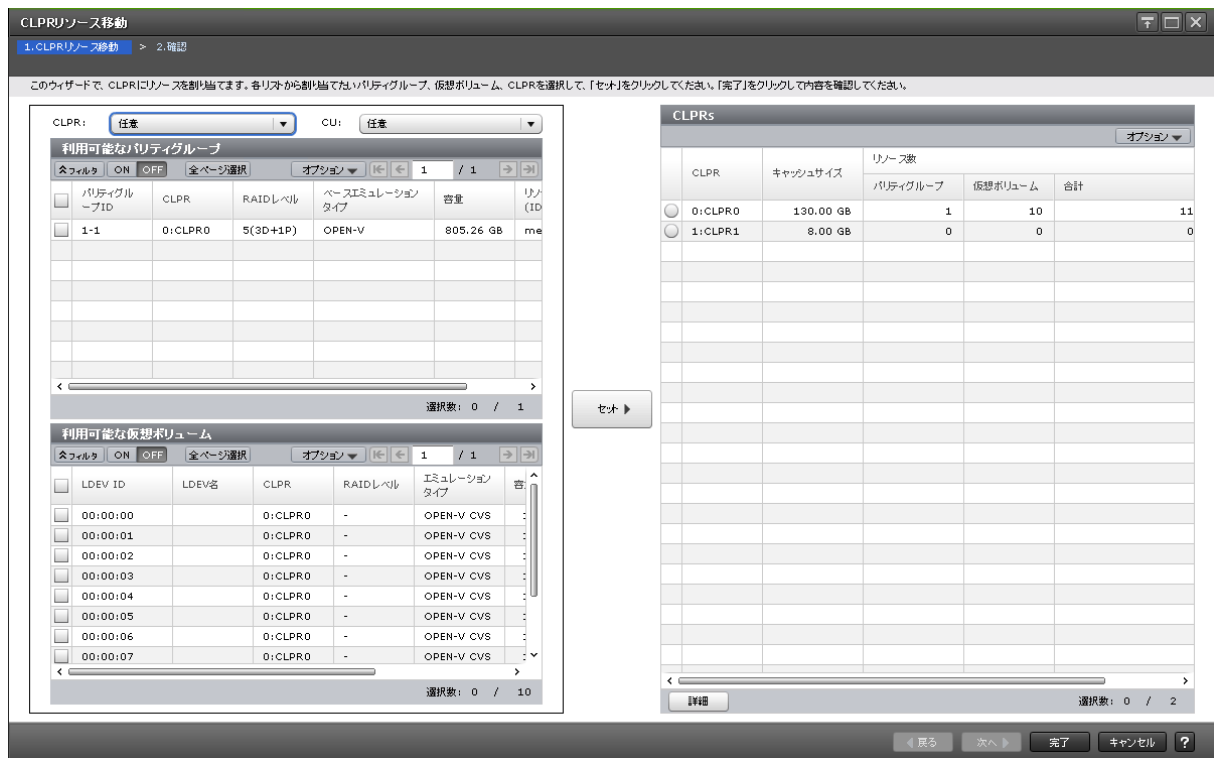 CLPRリソース移動
1.CLPRリソース移動 > 2.確認
このウィザードで、CLPRにリソースを割り当てます。各リストから割り当てたいパリティグループ、仮想ボリューム、CLPRを選択して、「セット」をクリックしてください。「完了」をクリックして内容を確認してください。
CLPR: 任意 CU: 任意
利用可能なパリティグループ
フィルタ ON OFF 全ページ選択 オプション 1 / 1
パリティグループID CLPR RAIDレベル ベースエミュレーションタイプ 容量 リソ (ID
1-1 0:CLPR0 5(3D+1P) OPEN-V 805.26 GB me
選択数: 0 / 1
利用可能な仮想ボリューム
フィルタ ON OFF 全ページ選択 オプション 1 / 1
LDEV ID LDEV名 CLPR RAIDレベル エミュレーションタイプ 容
00:00:00 0:CLPR0 - OPEN-V CVS
00:00:01 0:CLPR0 - OPEN-V CVS
00:00:02 0:CLPR0 - OPEN-V CVS
00:00:03 0:CLPR0 - OPEN-V CVS
00:00:04 0:CLPR0 - OPEN-V CVS
00:00:05 0:CLPR0 - OPEN-V CVS
00:00:06 0:CLPR0 - OPEN-V CVS
00:00:07 0:CLPR0 - OPEN-V CVS
選択数: 0 / 10
セット
CLPRs
オプション
CLPR キャッシュサイズ リソース数
パリティグループ 仮想ボリューム 合計
0:CLPR0 130.00 GB 1 10 11
1:CLPR1 8.00 GB 0 0 0
詳細 選択数: 0 / 2
戻る 次へ 完了 キャンセル ?